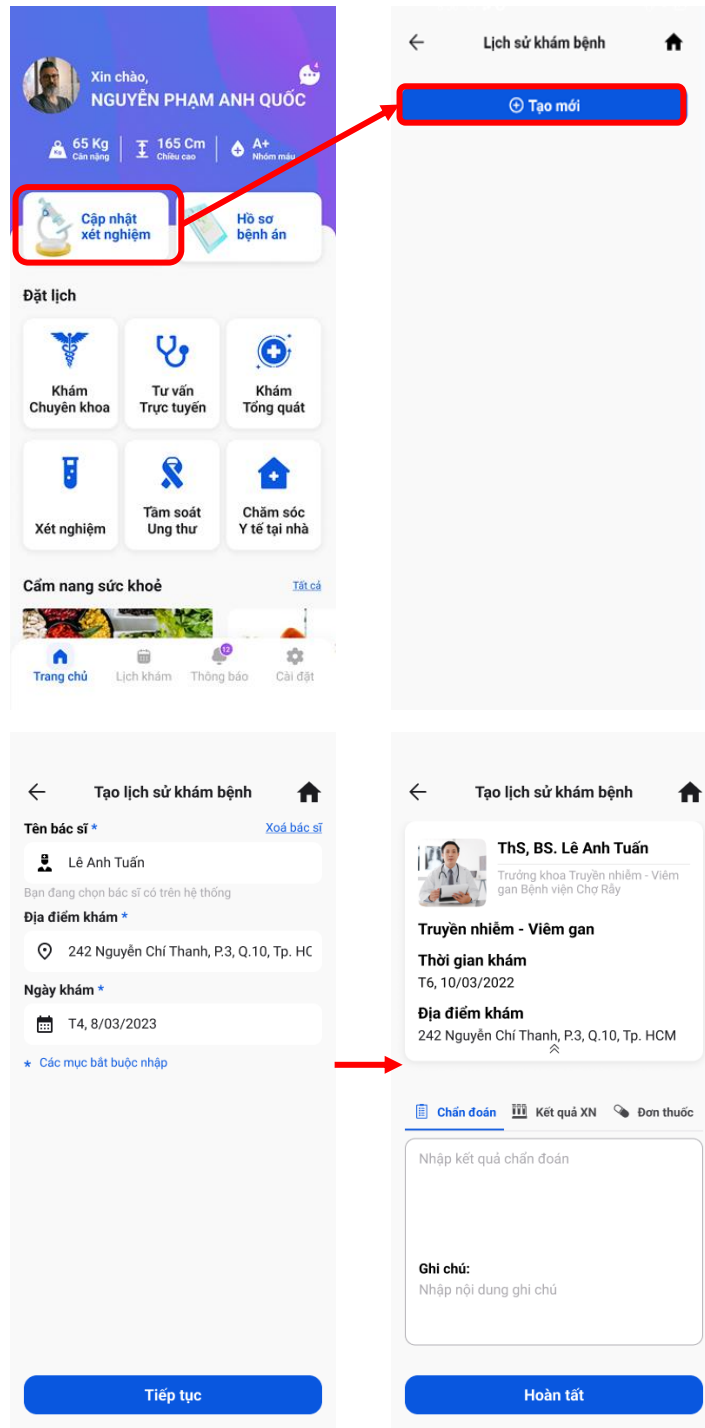 Xin chào,
NGUYỄN PHẠM ANH QUỐC
4
65 Kg
Cân nặng
165 Cm
Chiều cao
A+
Nhóm máu
Cập nhật
xét nghiệm
Hồ sơ
bệnh án
Đặt lịch
Khám
Chuyên khoa
Tư vấn
Trực tuyến
Khám
Tổng quát
Xét nghiệm
Tầm soát
Ung thư
Chăm sóc
Y tế tại nhà
Cẩm nang sức khoẻ
Tất cả
Trang chủ
Lịch khám
12
Thông báo
Cài đặt
Lịch sử khám bệnh
Tạo mới
Tạo lịch sử khám bệnh
Tên bác sĩ *
Xoá bác sĩ
Lê Anh Tuấn
Bạn đang chọn bác sĩ có trên hệ thống
Địa điểm khám *
242 Nguyễn Chí Thanh, P.3, Q.10, Tp. HC
Ngày khám *
T4, 8/03/2023
* Các mục bắt buộc nhập
Tiếp tục
Tạo lịch sử khám bệnh
ThS, BS. Lê Anh Tuấn
Trưởng khoa Truyền nhiễm - Viêm
gan Bệnh viện Chợ Rẫy
Truyền nhiễm - Viêm gan
Thời gian khám
T6, 10/03/2022
Địa điểm khám
242 Nguyễn Chí Thanh, P.3, Q.10, Tp. HCM
Chẩn đoán
Kết quả XN
Đơn thuốc
Nhập kết quả chẩn đoán
Ghi chú:
Nhập nội dung ghi chú
Hoàn tất